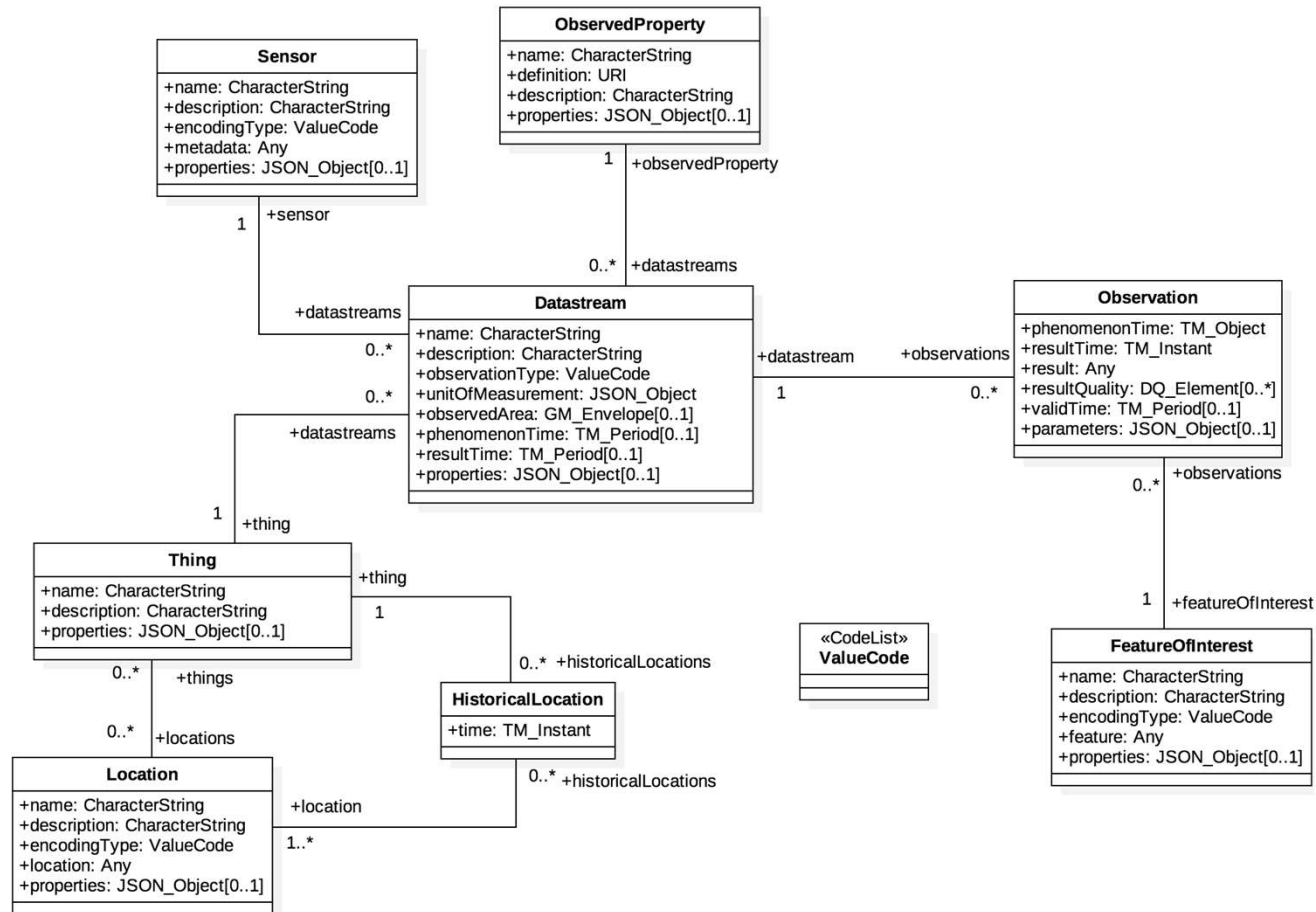 ObservedProperty
+name: CharacterString
+definition: URI
+description: CharacterString
+properties: JSON_Object[0..1]
Sensor
+name: CharacterString
+description: CharacterString
+encodingType: ValueCode
+metadata: Any
+properties: JSON_Object[0..1]
1
+observedProperty
+sensor
1
0..*
+datastreams
+datastreams
0..*
Datastream
+name: CharacterString
+description: CharacterString
+observationType: ValueCode
+unitOfMeasurement: JSON_Object
+observedArea: GM_Envelope[0..1]
+phenomenonTime: TM_Period[0..1]
+resultTime: TM_Period[0..1]
+properties: JSON_Object[0..1]
+datastream
1
+observations
0..*
Observation
+phenomenonTime: TM_Object
+resultTime: TM_Instant
+result: Any
+resultQuality: DQ_Element[0..*]
+validTime: TM_Period[0..1]
+parameters: JSON_Object[0..1]
0..*
+datastreams
+observations
0..*
1
+thing
Thing
+name: CharacterString
+description: CharacterString
+properties: JSON_Object[0..1]
+thing
1
1
+featureOfInterest
FeatureOfInterest
+name: CharacterString
+description: CharacterString
+encodingType: ValueCode
+feature: Any
+properties: JSON_Object[0..1]
«CodeList»
ValueCode
0..*
+historicalLocations
HistoricalLocation
+time: TM_Instant
0..*
+historicalLocations
0..*
+things
0..*
+locations
Location
+name: CharacterString
+description: CharacterString
+encodingType: ValueCode
+location: Any
+properties: JSON_Object[0..1]
+location
1..*